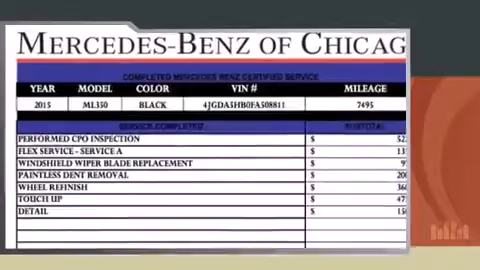 MERCEDES-BENZ OF CHICAG
COMPLETED MERCEDES BENZ CERTIFIED SERVICE
YEAR MODEL COLOR VIN # MILEAGE
2015 ML350 BLACK 4JGDA5HB0FA508811 7495
SERVICE COMPLETED SUBTOTAL
PERFORMED CPO INSPECTION $
FLEX SERVICE - SERVICE A $
WINDSHIELD WIPER BLADE REPLACEMENT $
PAINTLESS DENT REMOVAL $ 200
WHEEL REFINISH $ 360
TOUCH UP $
DETAIL $